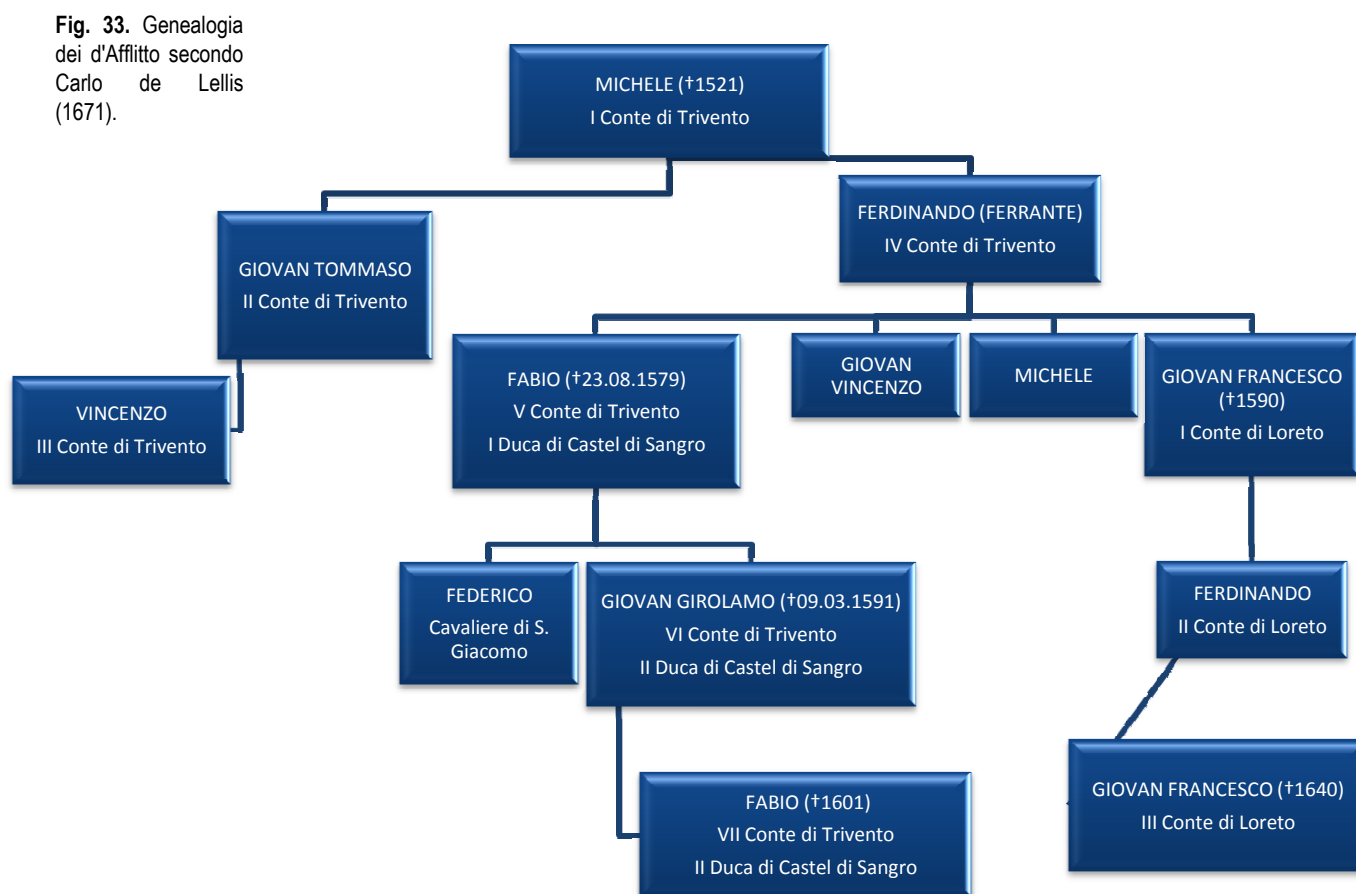 Fig. 33. Genealogia
dei d'Afflitto secondo
Carlo de Lellis
(1671).
MICHELE (†1521)
I Conte di Trivento
FERDINANDO (FERRANTE)
IV Conte di Trivento
GIOVAN TOMMASO
II Conte di Trivento
VINCENZO
III Conte di Trivento
FABIO (†23.08.1579)
V Conte di Trivento
I Duca di Castel di Sangro
GIOVAN
VINCENZO
MICHELE
GIOVAN FRANCESCO
(†1590)
I Conte di Loreto
FEDERICO
Cavaliere di S.
Giacomo
GIOVAN GIROLAMO (†09.03.1591)
VI Conte di Trivento
II Duca di Castel di Sangro
FERDINANDO
II Conte di Loreto
FABIO (†1601)
VII Conte di Trivento
II Duca di Castel di Sangro
GIOVAN FRANCESCO (†1640)
III Conte di Loreto